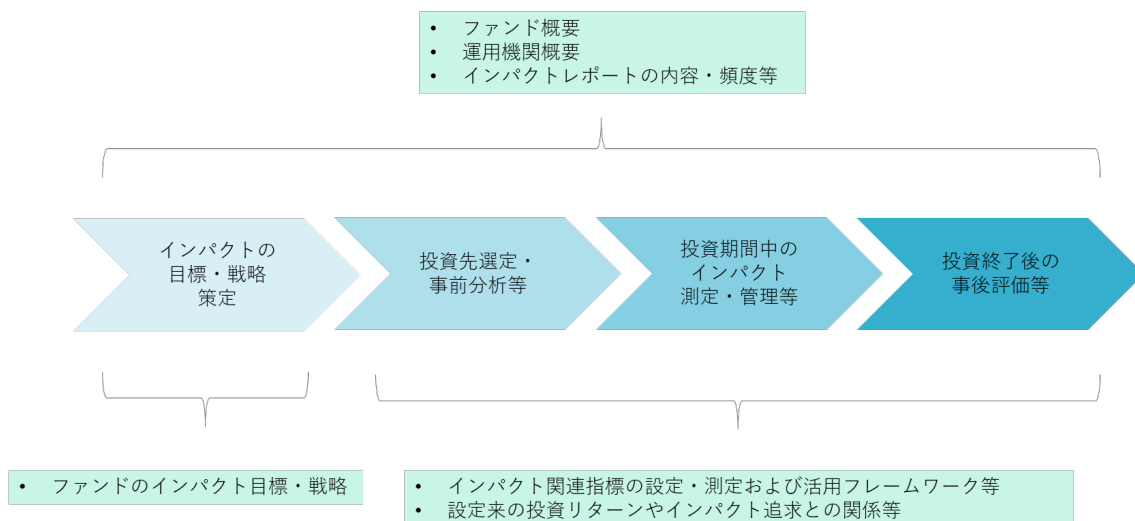 • ファンド概要
• 運用機関概要
• インパクトレポートの内容・頻度等
インパクトの
目標・戦略
策定
投資先選定・
事前分析等
投資期間中の
インパクト
測定・管理等
投資終了後の
事後評価等
• ファンドのインパクト目標・戦略
• インパクト関連指標の設定・測定および活用フレームワーク等
• 設定来の投資リターンやインパクト追求との関係等